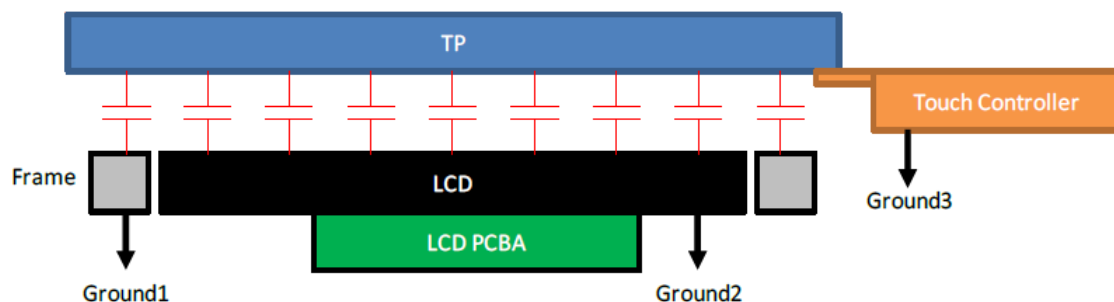 TP
Touch Controller
Frame
LCD
Ground3
LCD PCBA
Ground1
Ground2